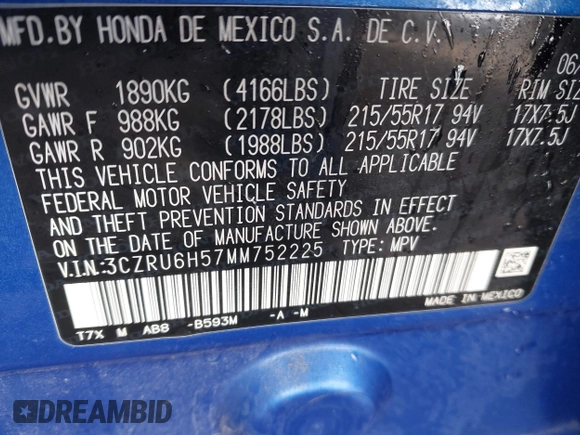 MFD.BY HONDA DE MEXICO S.A. DE C.V.
06/
GVWR 1890KG (4166LBS) TIRE SIZE RIM SIZ
GAWR F 988KG (2178LBS) 215/55R17 94V 17X7.5J
GAWR R 902KG (1988LBS) 215/55R17 94V 17X7.5J
THIS VEHICLE CONFORMS TO ALL APPLICABLE
FEDERAL MOTOR VEHICLE SAFETY
AND THEFT PREVENTION STANDARDS IN EFFECT
ON THE DATE OF MANUFACTURE SHOWN ABOVE.
V.I.N:3CZRU6H57MM752225 TYPE: MPV
MADE IN MEXICO
T7X M AB8 -B593M -A -M
DREAMBID